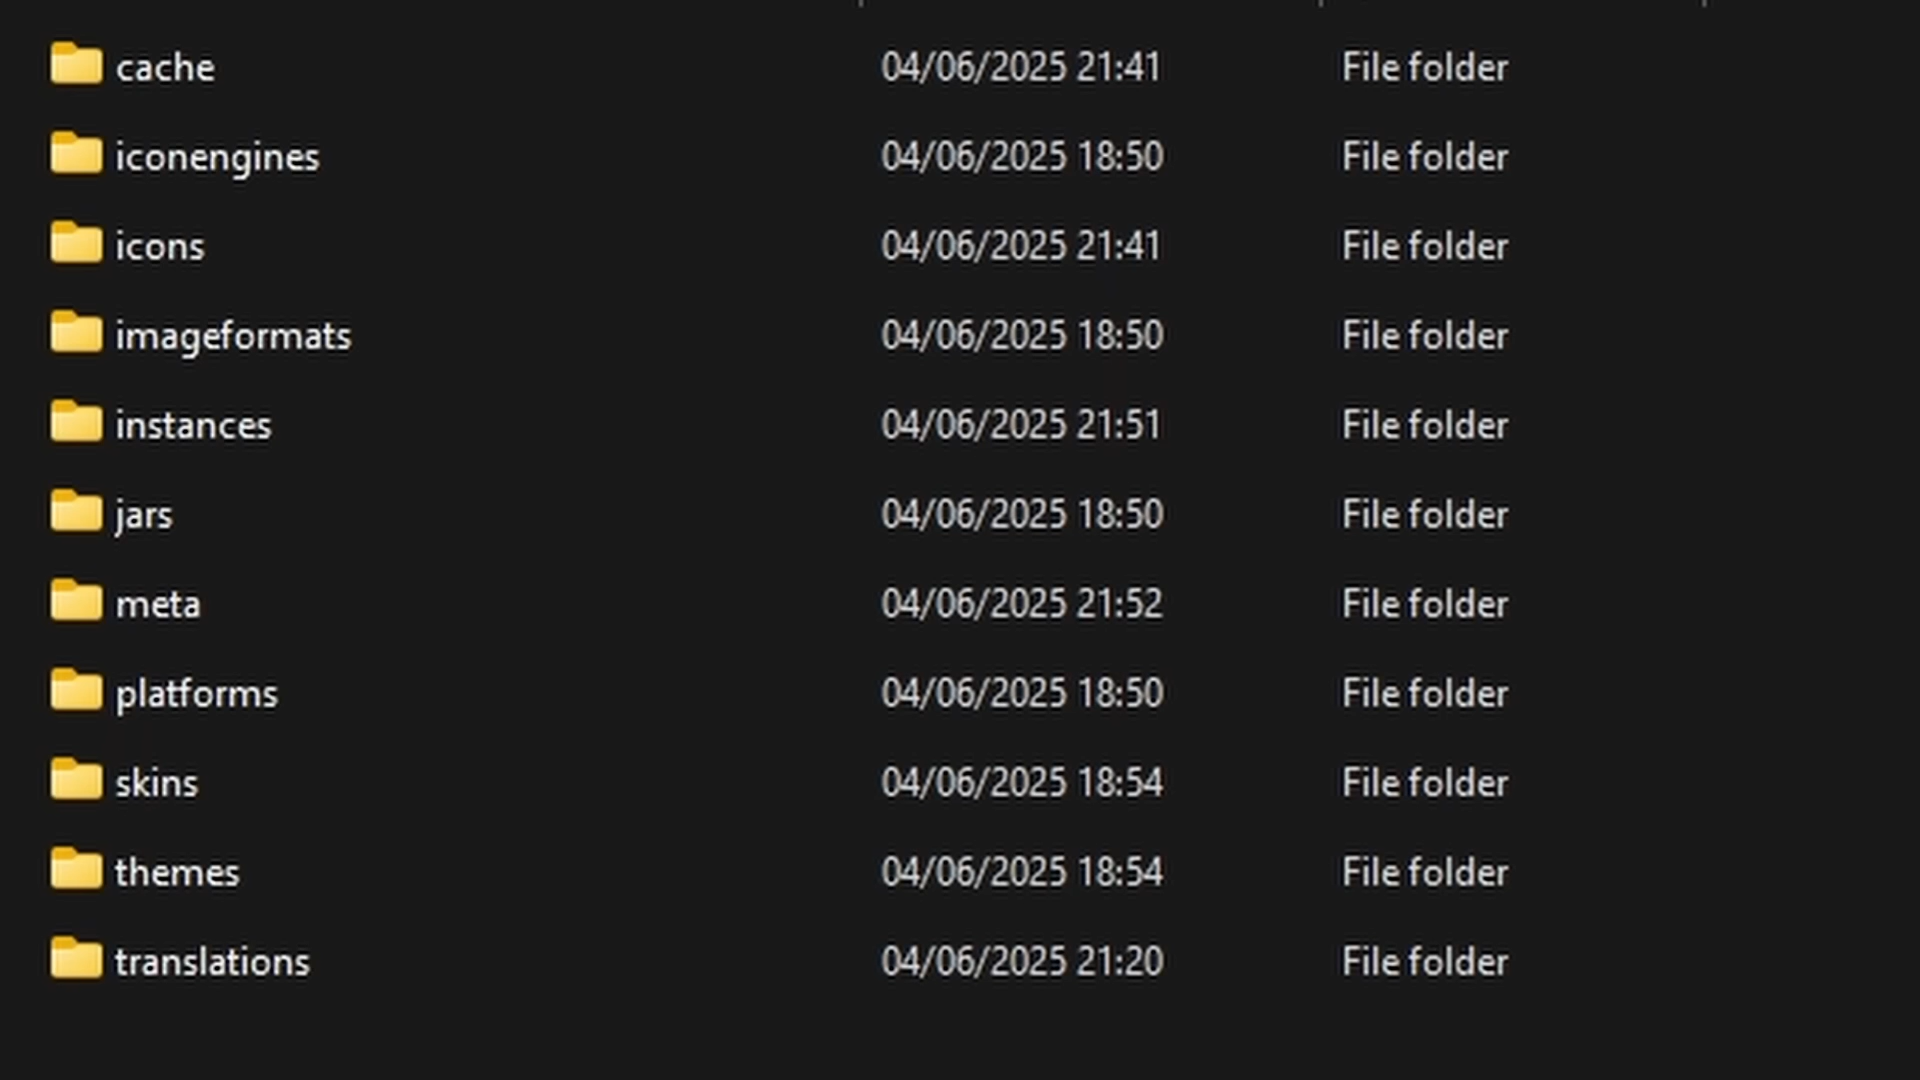 cache 04/06/2025 21:41 File folder
iconengines 04/06/2025 18:50 File folder
icons 04/06/2025 21:41 File folder
imageformats 04/06/2025 18:50 File folder
instances 04/06/2025 21:51 File folder
jars 04/06/2025 18:50 File folder
meta 04/06/2025 21:52 File folder
platforms 04/06/2025 18:50 File folder
skins 04/06/2025 18:54 File folder
themes 04/06/2025 18:54 File folder
translations 04/06/2025 21:20 File folder